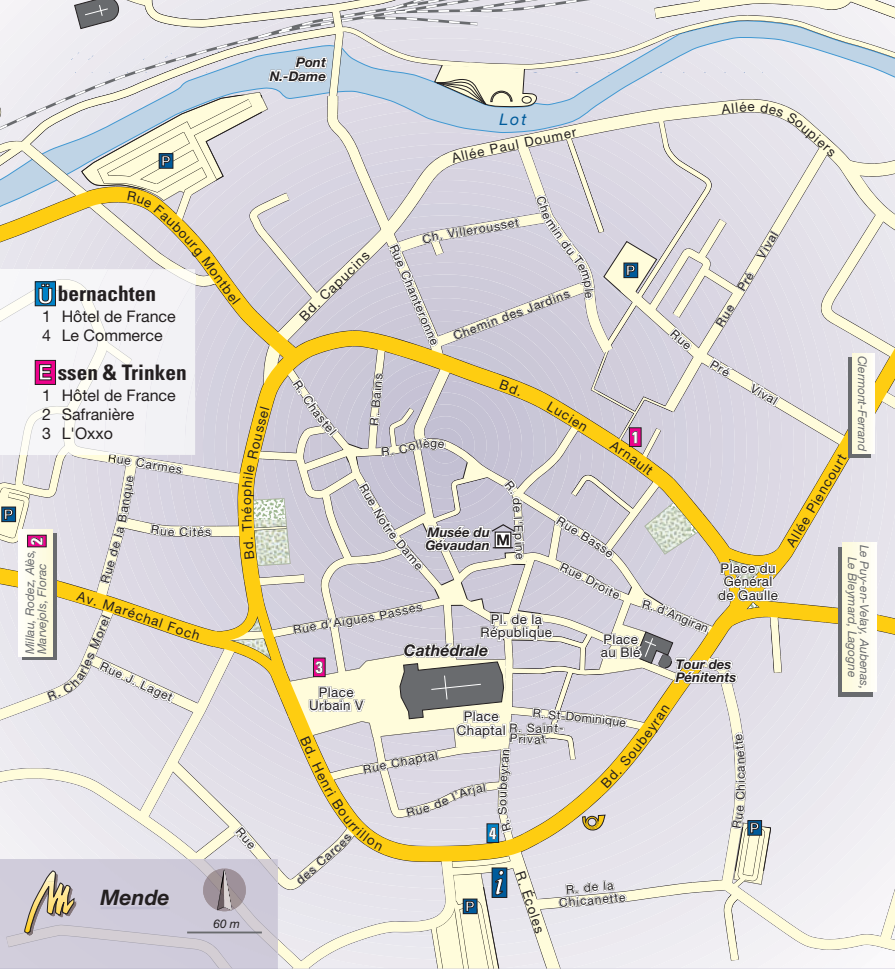 Pont
N.-Dame
Lot
Allée des Soupiers
Allée Paul Doumer
P
Rue Faubourg Montbel
Ch. Villerousset
Chemin du Temple
Bd. Capucins
Rue Chanteronne
P
Rue Pré Vival
Chemin des Jardins
Rue Pré Vival
Übernachten
1 Hôtel de France
4 Le Commerce
Essen & Trinken
1 Hôtel de France
2 Safranière
3 L'Oxxo
Clermont-Ferrand
Bd. Lucien Arnault
1
R. Bains
R. Chastel
R. Collège
Bd. Théophile Roussel
Rue Carmes
Rue de la Banque
Rue Cités
P
2
Millau, Rodez, Alès,
Marvejols, Florac
Rue Notre Dame
R. de l'Epine
Musée du
Gévaudan
M
Rue Basse
Rue Droite
R. d'Angiran
Allée Piencourt
Place du
Général
de Gaulle
Le Puy-en-Velay, Aubenas,
Le Bleymard, Lagogne
Av. Maréchal Foch
Rue d'Aigues Passes
Pl. de la
République
Place
au Blé
Tour des
Pénitents
R. Charles Morel
Rue J. Laget
3
Cathédrale
Place
Urbain V
Place
Chaptal
R. St-Dominique
R. Saint-
Privat
Rue Chaptal
Rue de l'Arjal
R. Soubeyran
Bd. Soubeyran
Bd. Henri Bourrillon
Rue Chicanette
4
P
Rue
des Carces
i
P
R. Écoles
R. de la
Chicanette
Mende
60 m